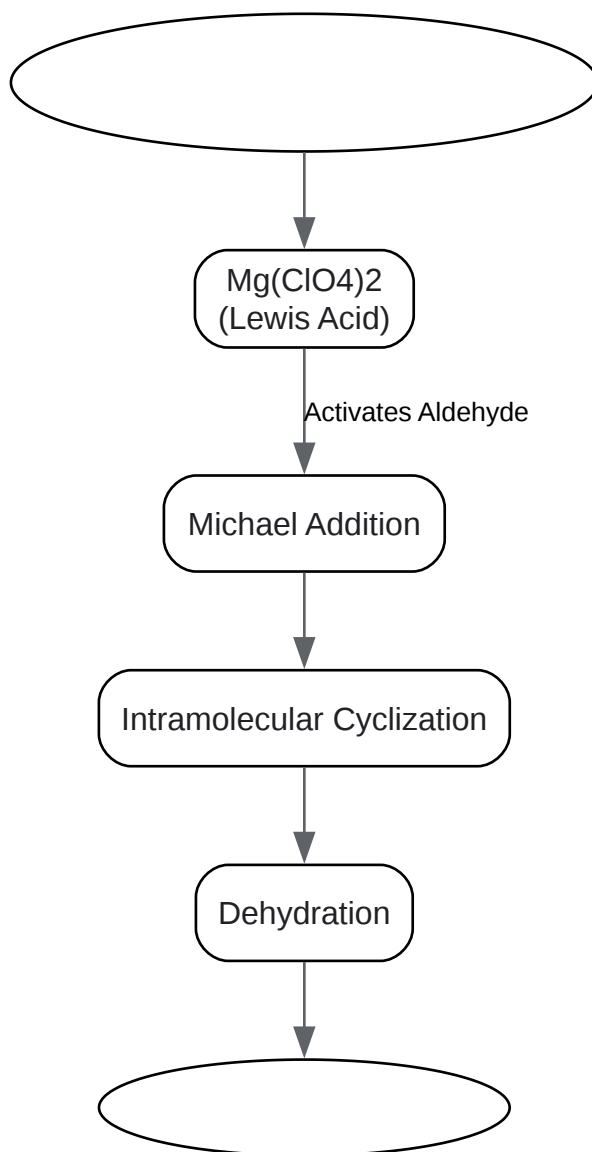 Mg(ClO4)2
(Lewis Acid)
Activates Aldehyde
Michael Addition
Intramolecular Cyclization
Dehydration